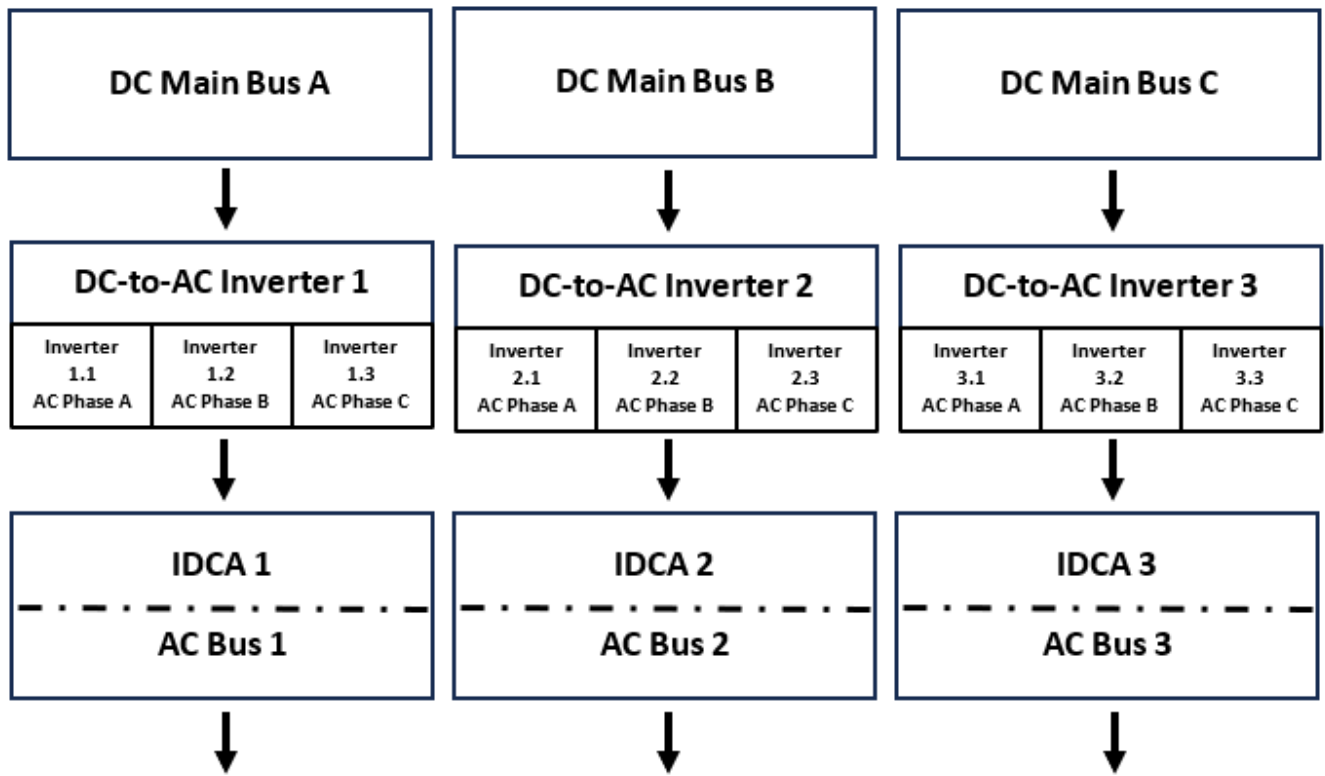 DC Main Bus A
DC Main Bus B
DC Main Bus C
DC-to-AC Inverter 1
DC-to-AC Inverter 2
DC-to-AC Inverter 3
Inverter
1.1
AC Phase A
Inverter
1.2
AC Phase B
Inverter
1.3
AC Phase C
Inverter
2.1
AC Phase A
Inverter
2.2
AC Phase B
Inverter
2.3
AC Phase C
Inverter
3.1
AC Phase A
Inverter
3.2
AC Phase B
Inverter
3.3
AC Phase C
IDCA 1
IDCA 2
IDCA 3
AC Bus 1
AC Bus 2
AC Bus 3